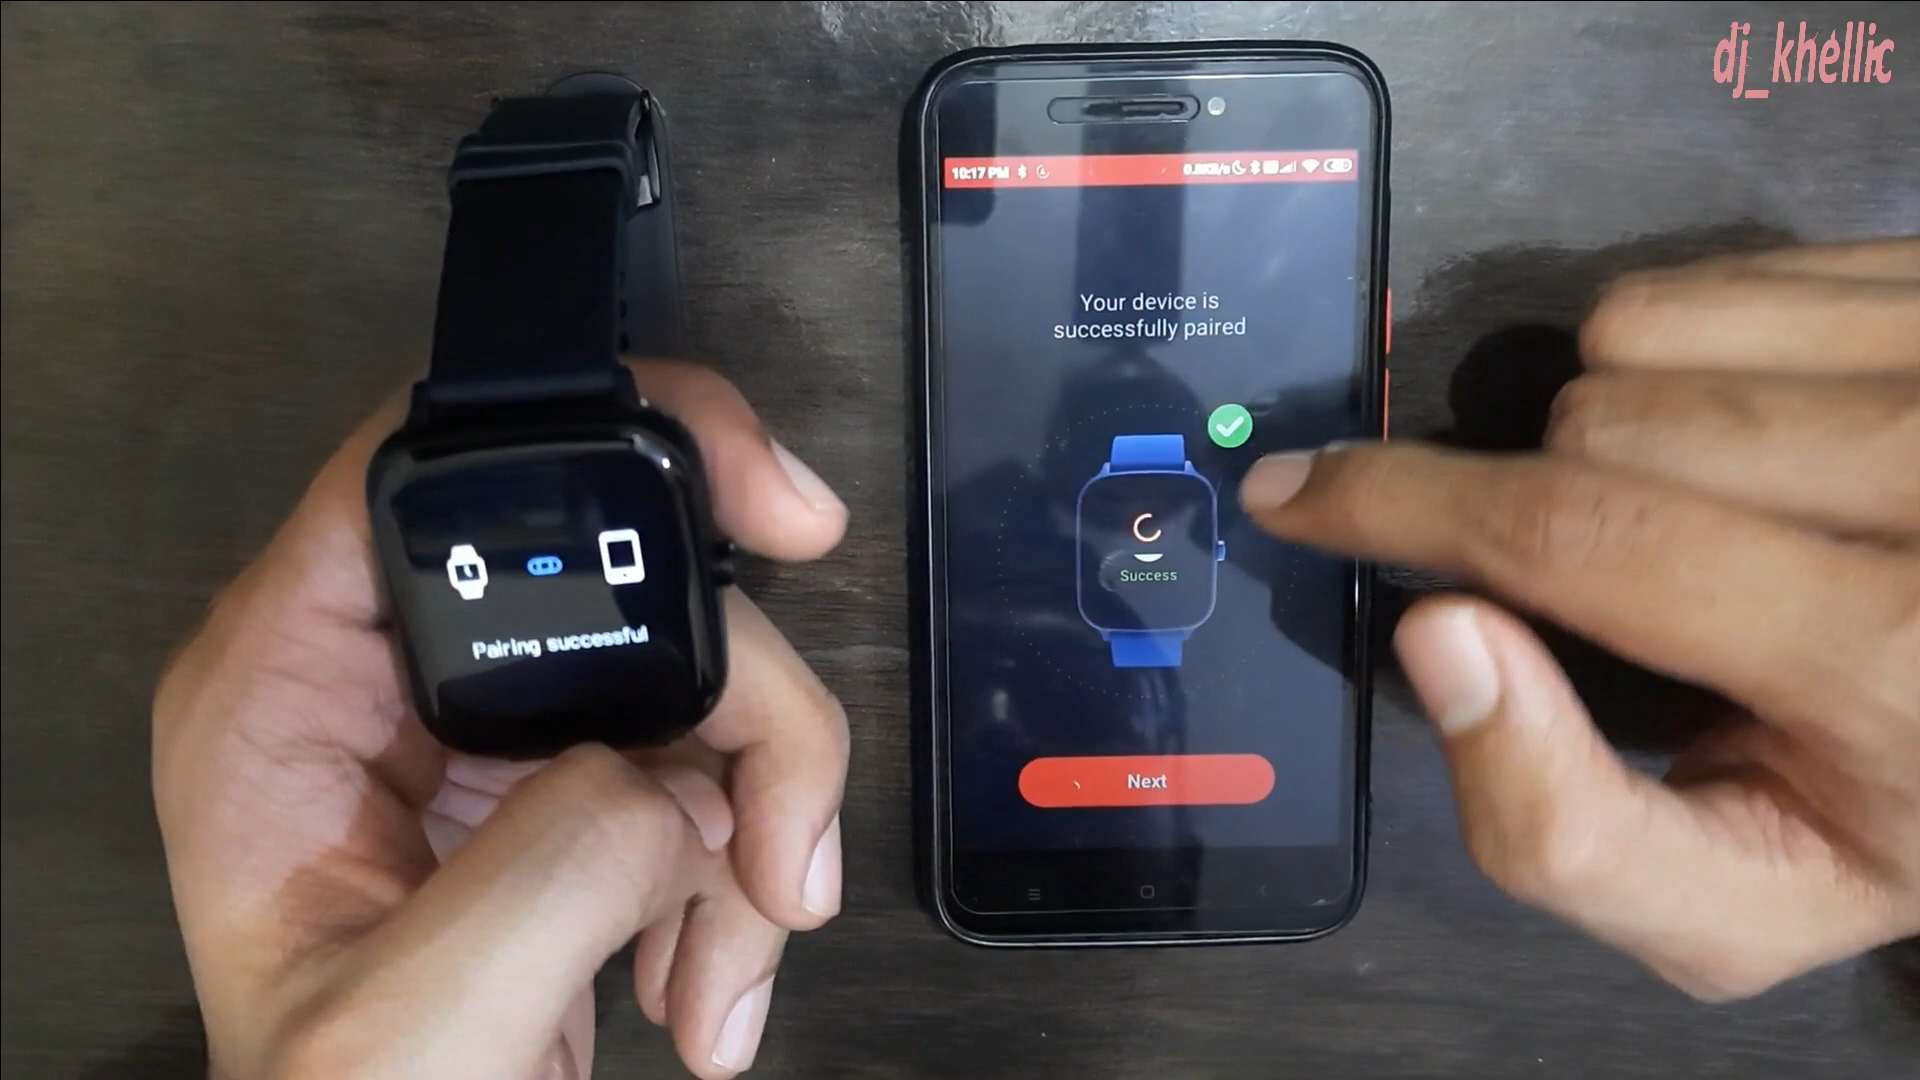 dj_khellic
10:17 PM
Your device is
successfully paired
Success
Next
Pairing successful